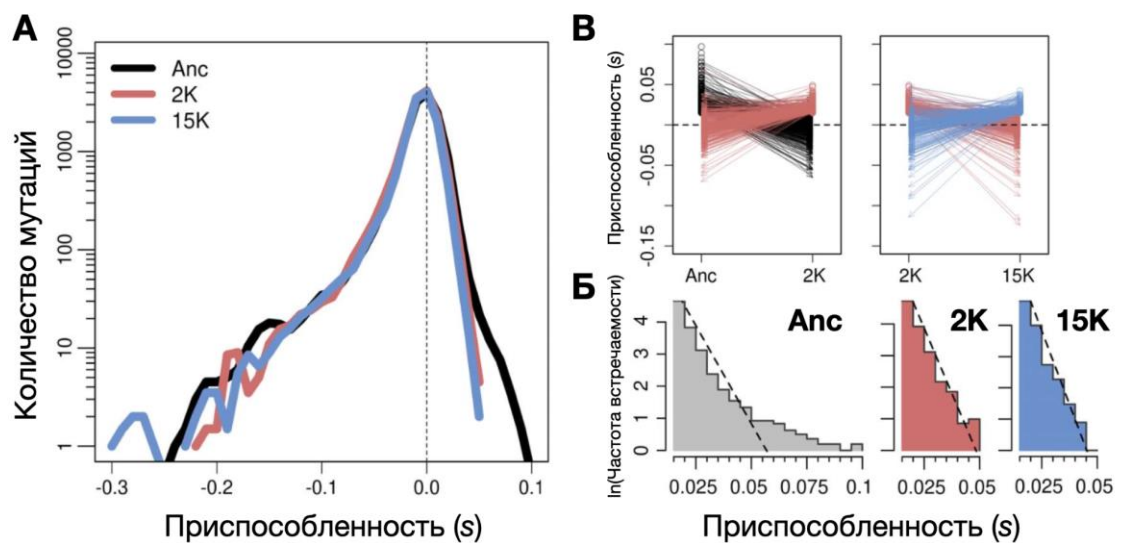 А
Количество мутаций
10000
1000
100
10
1
Anc
2K
15K
-0.3
-0.2
-0.1
0.0
0.1
Приспособленность (s)
В
Приспособленность (s)
0.05
-0.05
-0.15
Anc
2K
2K
15K
Б
ln(Частота встречаемости)
4
3
2
1
0
Anc
2K
15K
0.025
0.05
0.075
0.1
0.025
0.05
0.025
0.05
Приспособленность (s)